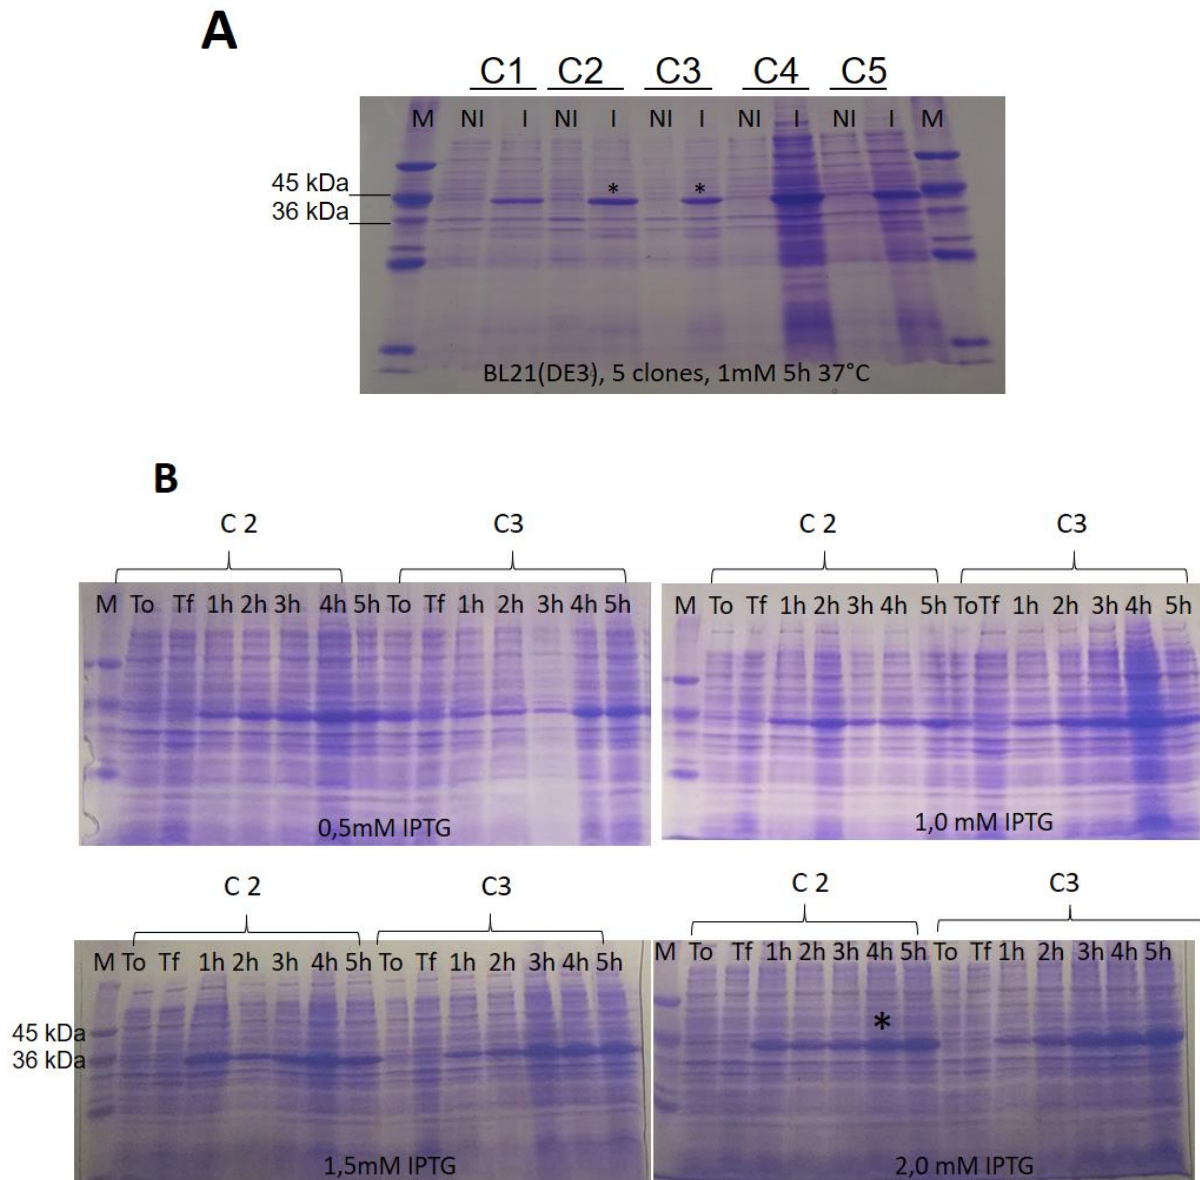 A
C1 C2 C3 C4 C5
M NI I NI I NI I NI I NI I M
45 kDa
36 kDa
* *
BL21(DE3), 5 clones, 1mM 5h 37°C
B
C 2 C3 C 2 C3
M To Tf 1h 2h 3h 4h 5h To Tf 1h 2h 3h 4h 5h
0,5mM IPTG
M To Tf 1h 2h 3h 4h 5h To Tf 1h 2h 3h 4h 5h
1,0 mM IPTG
C 2 C3 C 2 C3
M To Tf 1h 2h 3h 4h 5h To Tf 1h 2h 3h 4h 5h
45 kDa
36 kDa
1,5mM IPTG
M To Tf 1h 2h 3h 4h 5h To Tf 1h 2h 3h 4h 5h
*
2,0 mM IPTG